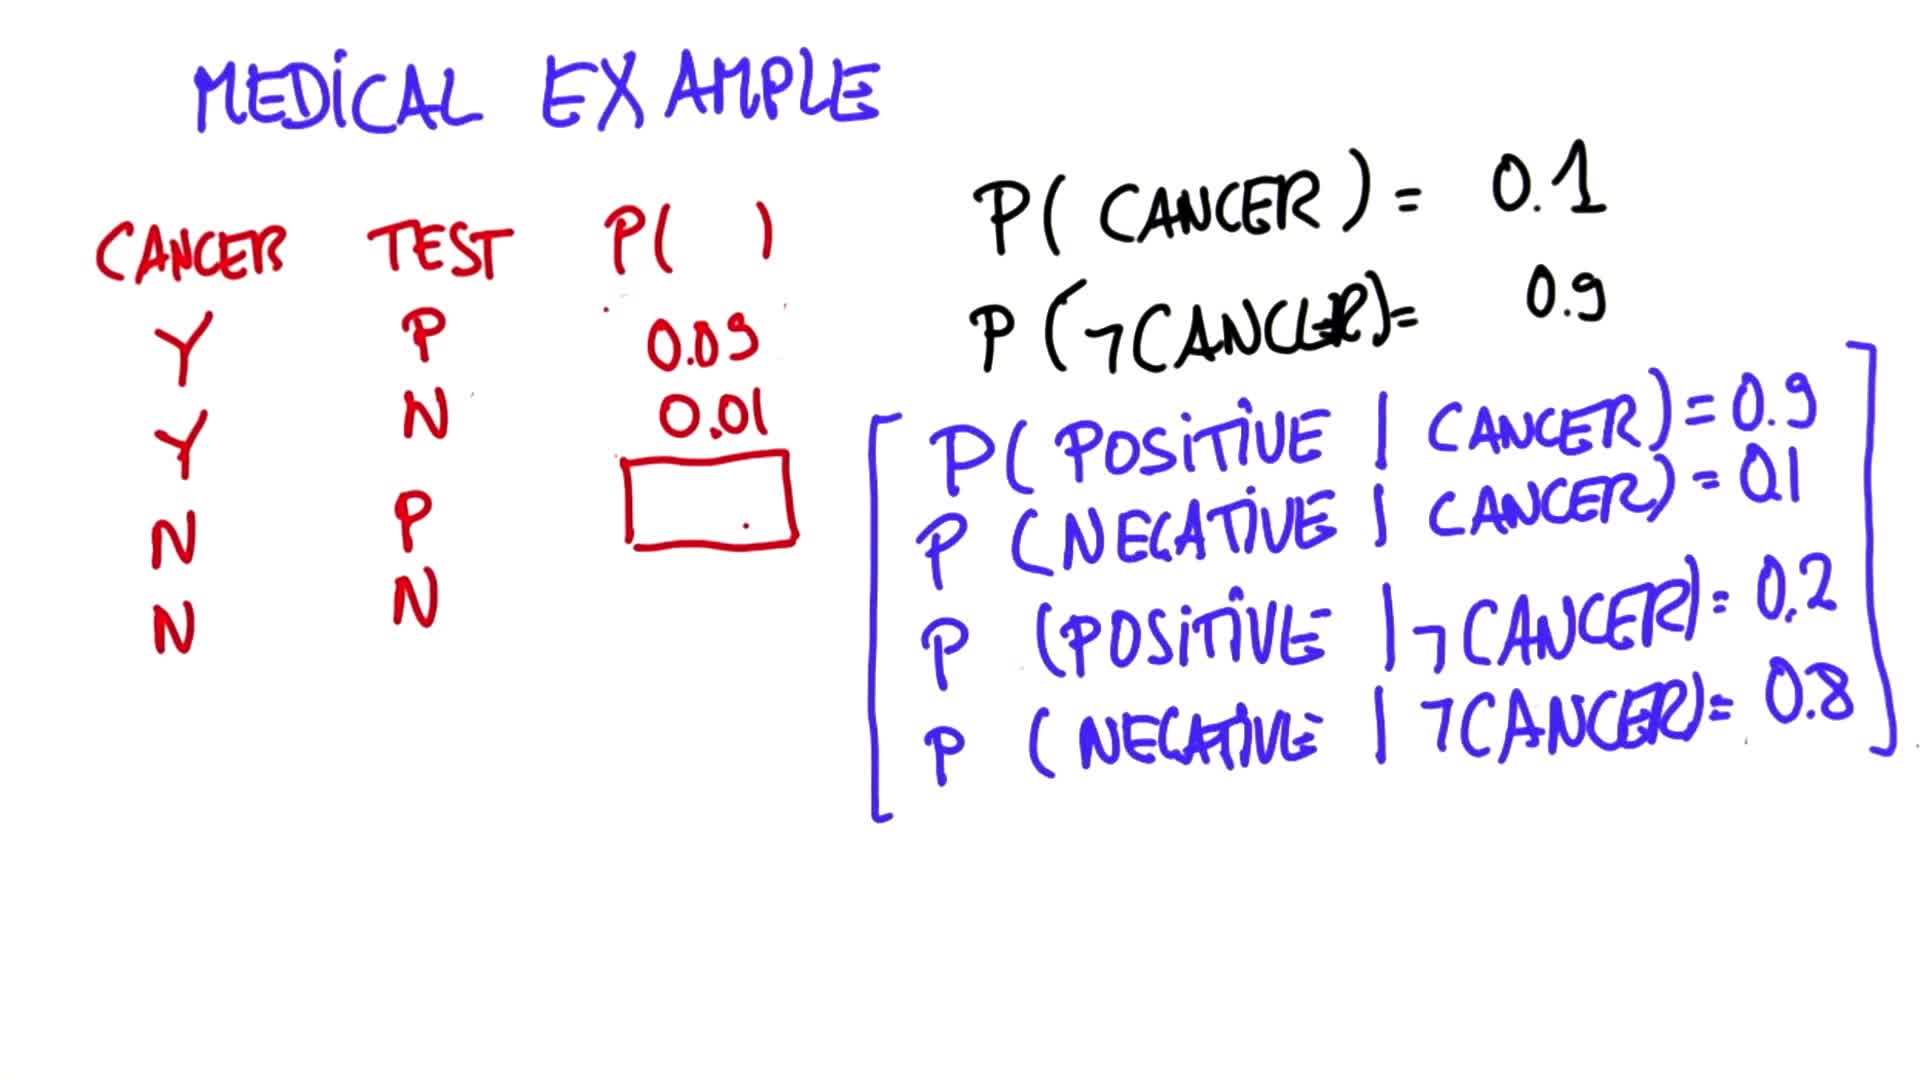 MEDICAL EXAMPLE
CANCER TEST P( )
Y P 0.09
Y N 0.01
N P
N N
P( CANCER ) = 0.1
P (¬CANCER)= 0.9
P( POSITIVE | CANCER) = 0.9
P (NEGATIVE | CANCER) = 0.1
P (POSITIVE |¬CANCER)= 0.2
P (NEGATIVE |¬CANCER)= 0.8